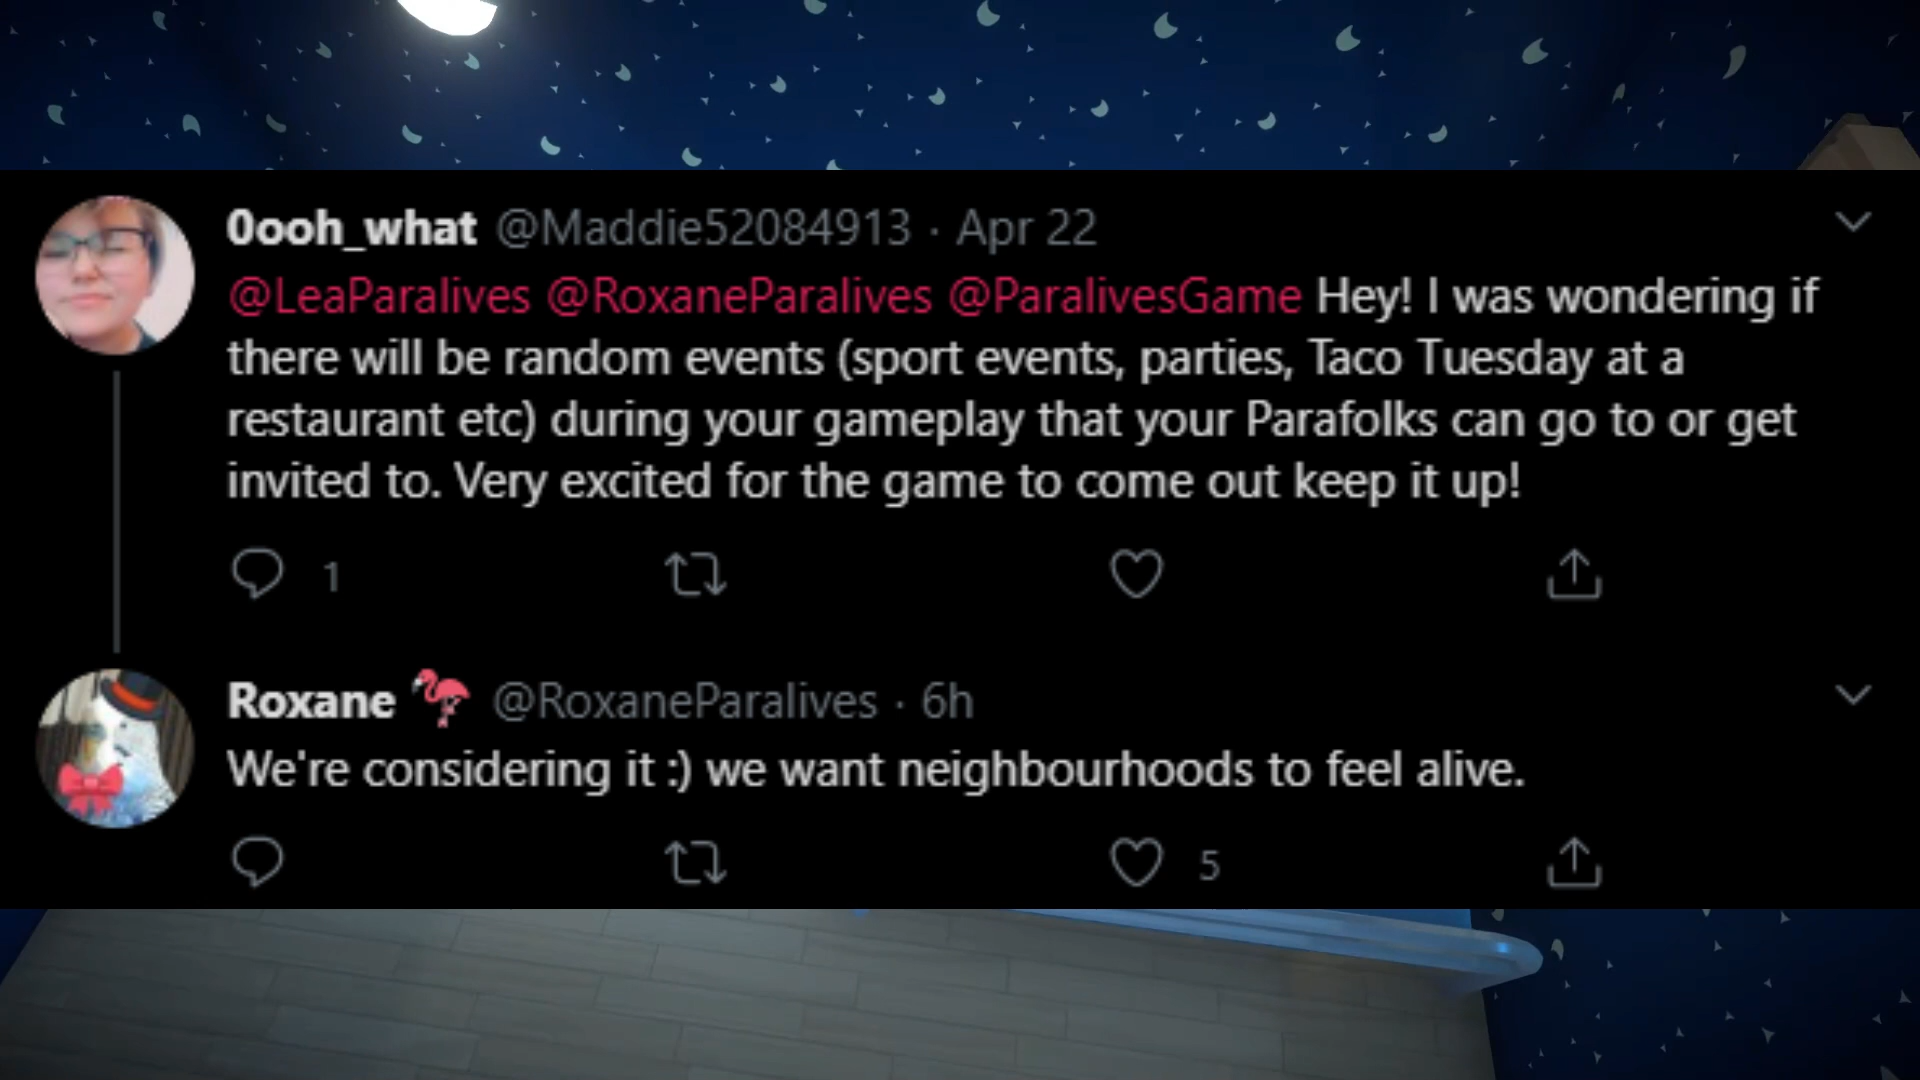 0ooh_what @Maddie52084913 · Apr 22
@LeaParalives @RoxaneParalives @ParalivesGame Hey! I was wondering if
there will be random events (sport events, parties, Taco Tuesday at a
restaurant etc) during your gameplay that your Parafolks can go to or get
invited to. Very excited for the game to come out keep it up!
1
Roxane 🦩 @RoxaneParalives · 6h
We're considering it :) we want neighbourhoods to feel alive.
5